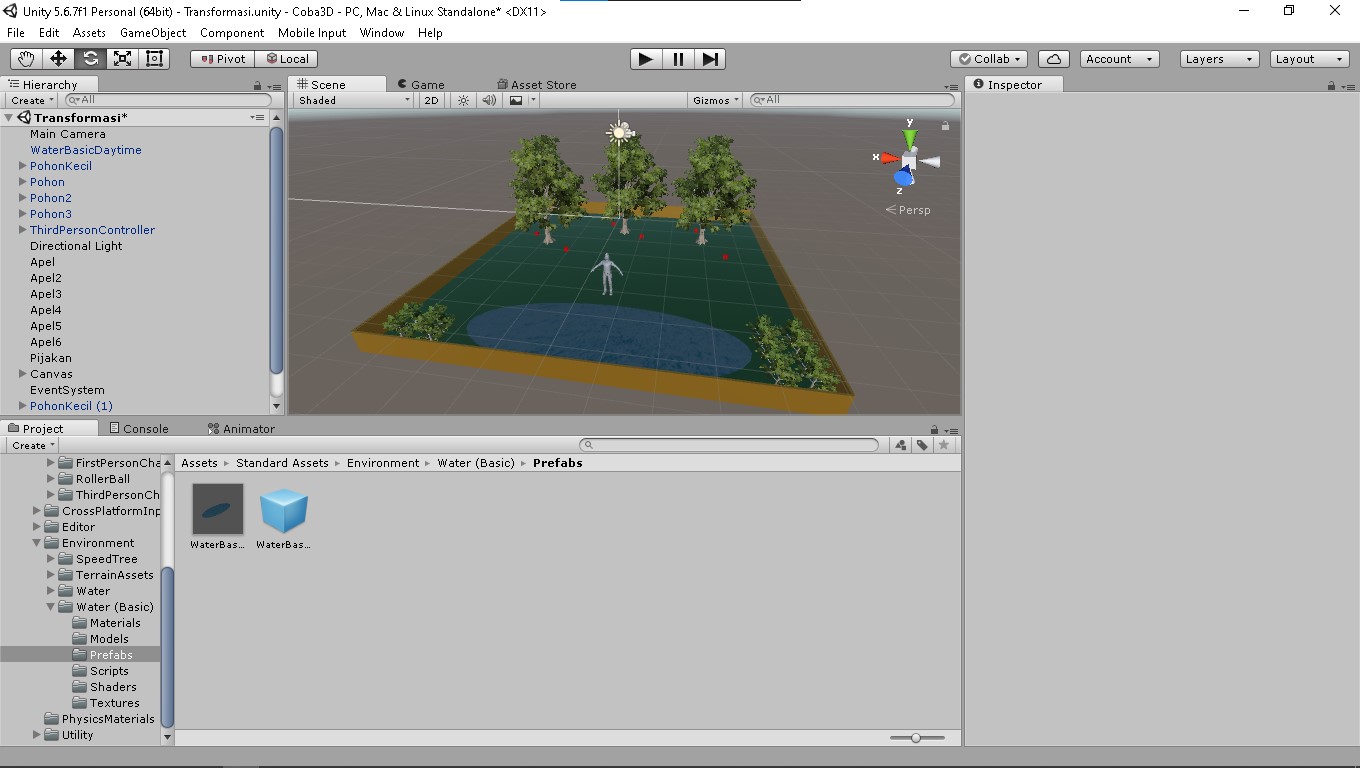 Unity 5.6.7f1 Personal (64bit) - Transformasi.unity - Coba3D - PC, Mac & Linux Standalone* <DX11>
File Edit Assets GameObject Component Mobile Input Window Help
Pivot Local Collab Account Layers Layout
Hierarchy
Create All
Transformasi*
Main Camera
WaterBasicDaytime
PohonKecil
Pohon
Pohon2
Pohon3
ThirdPersonController
Directional Light
Apel
Apel2
Apel3
Apel4
Apel5
Apel6
Pijakan
Canvas
EventSystem
PohonKecil (1)
Scene Game Asset Store
Shaded 2D Gizmos All
y
x
z
Persp
Inspector
Project Console Animator
Create
FirstPersonCha
RollerBall
ThirdPersonCh
CrossPlatformInp
Editor
Environment
SpeedTree
TerrainAssets
Water
Water (Basic)
Materials
Models
Prefabs
Scripts
Shaders
Textures
PhysicsMaterials
Utility
Assets Standard Assets Environment Water (Basic) Prefabs
WaterBas... WaterBas...